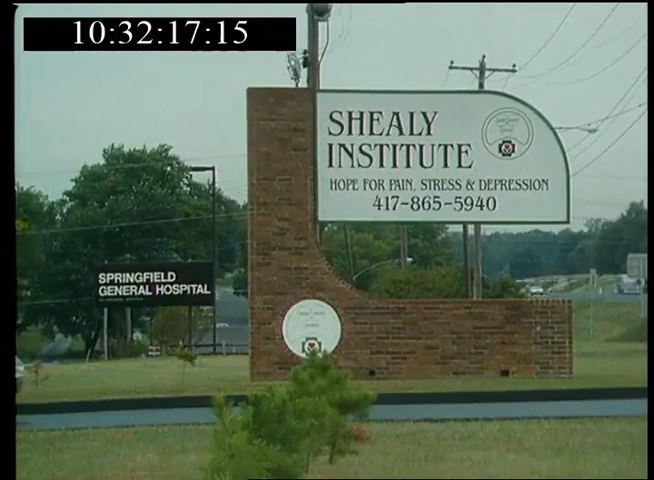 10:32:17:15
SHEALY
INSTITUTE
HOPE FOR PAIN, STRESS & DEPRESSION
417-865-5940
SPRINGFIELD
GENERAL HOSPITAL